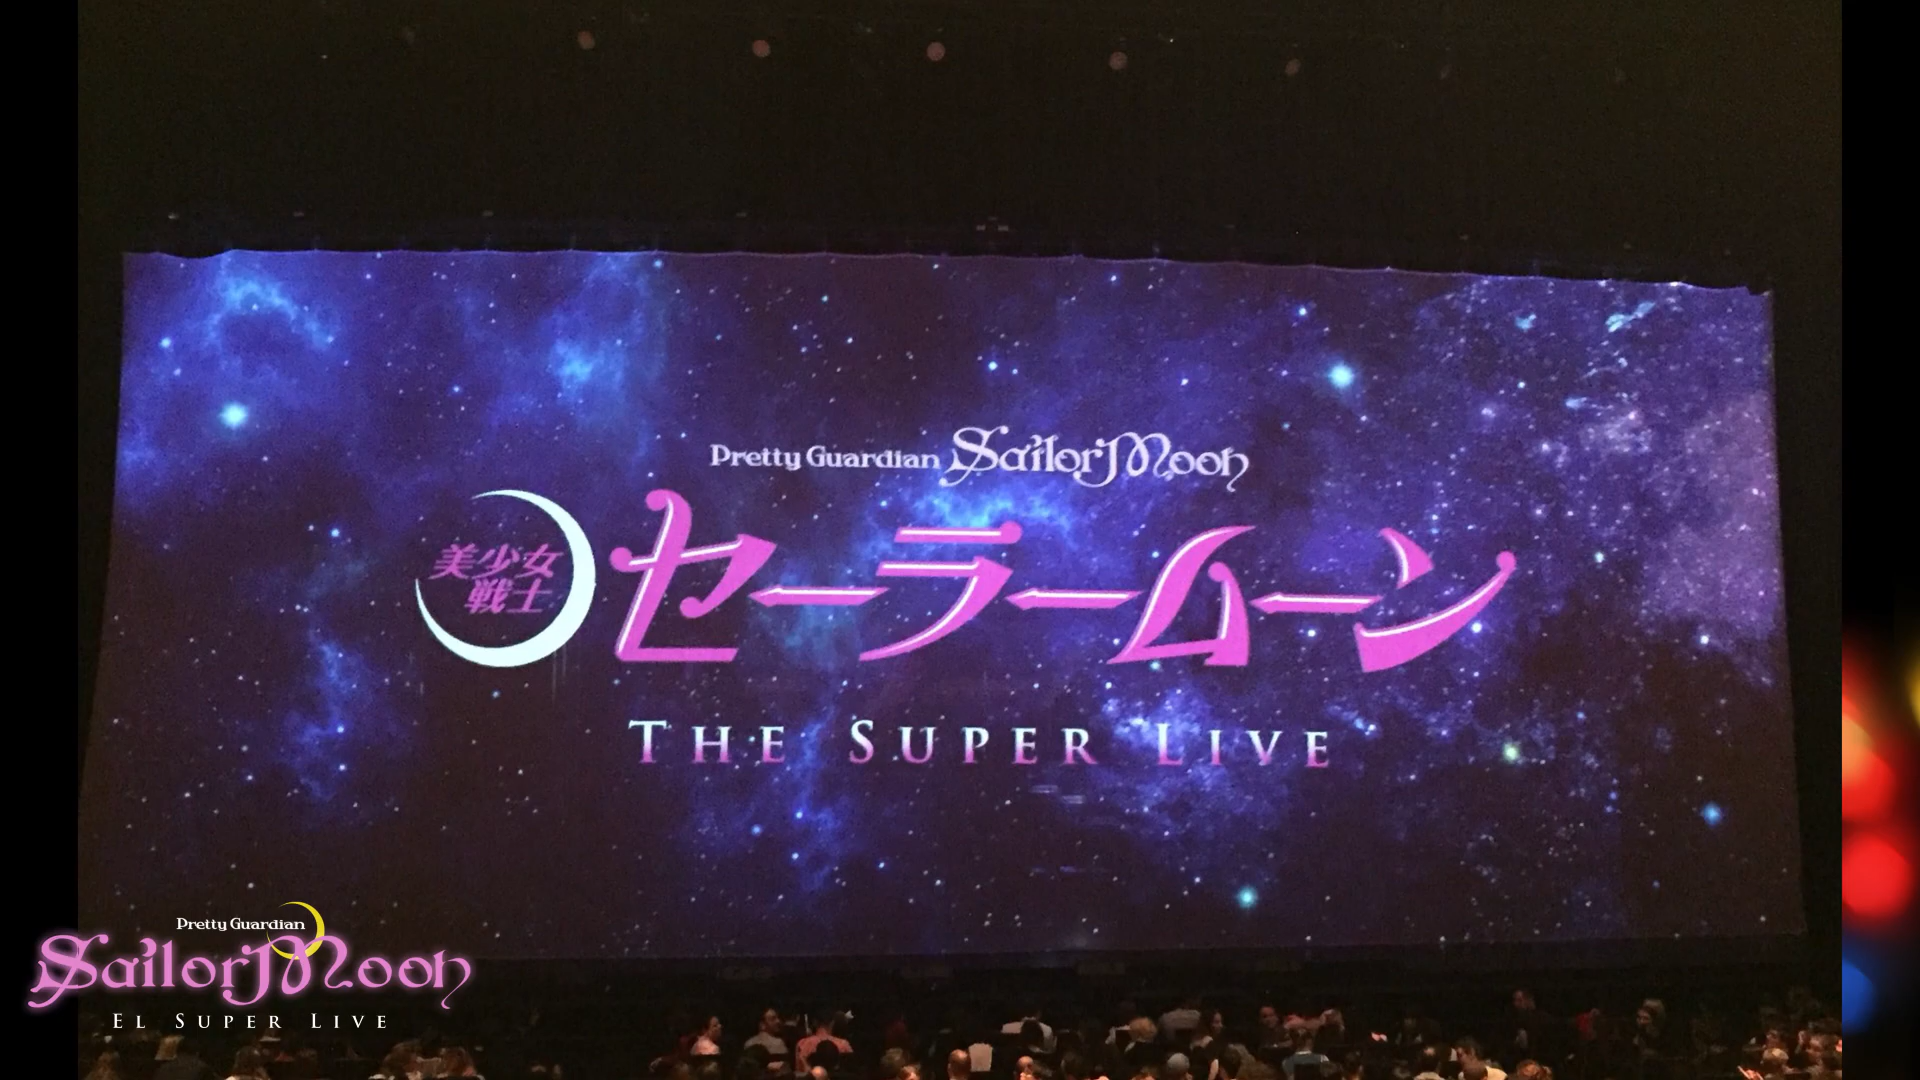 Pretty Guardian Sailor Moon
美少女
戦士
セーラームーン
THE SUPER LIVE
Pretty Guardian
Sailor Moon
EL SUPER LIVE